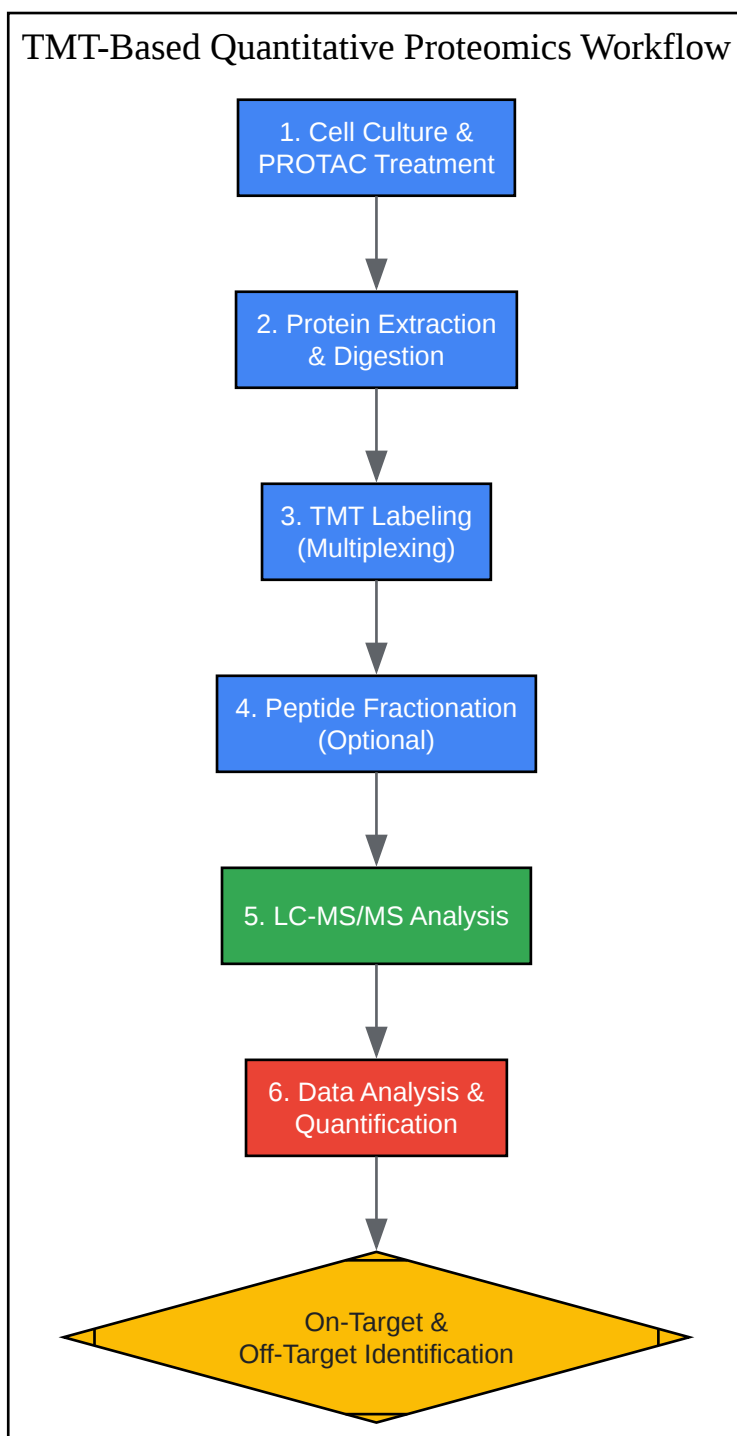 TMT-Based Quantitative Proteomics Workflow
1. Cell Culture &
PROTAC Treatment
2. Protein Extraction
& Digestion
3. TMT Labeling
(Multiplexing)
4. Peptide Fractionation
(Optional)
5. LC-MS/MS Analysis
6. Data Analysis &
Quantification
On-Target &
Off-Target Identification